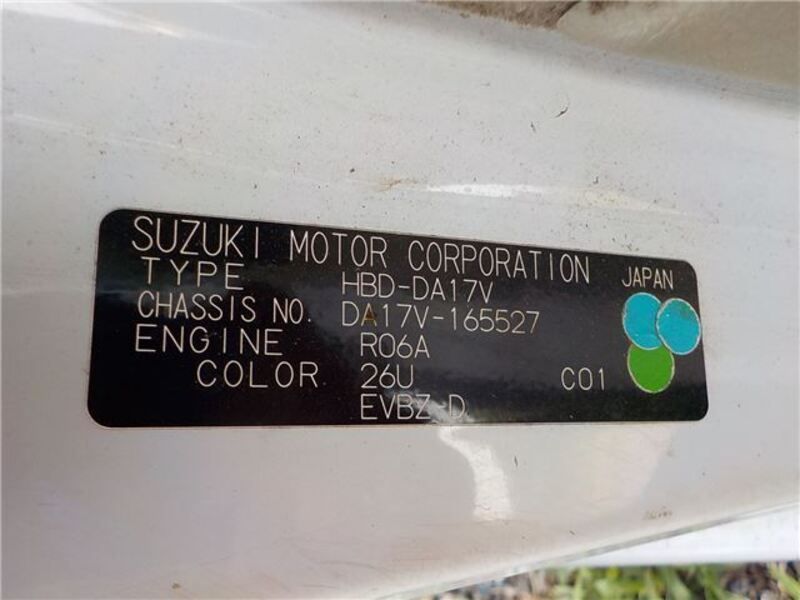 SUZUKI MOTOR CORPORATION JAPAN
TYPE HBD-DA17V
CHASSIS NO. DA17V-165527
ENGINE R06A
COLOR 26U C01
EVBZ-D